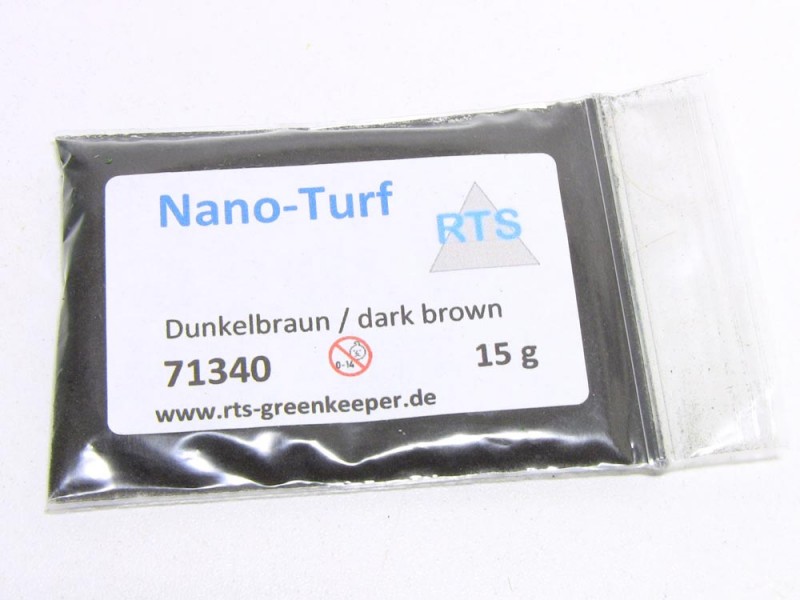 Nano-Turf
RTS
Dunkelbraun / dark brown
71340
0-14
15 g
www.rts-greenkeeper.de